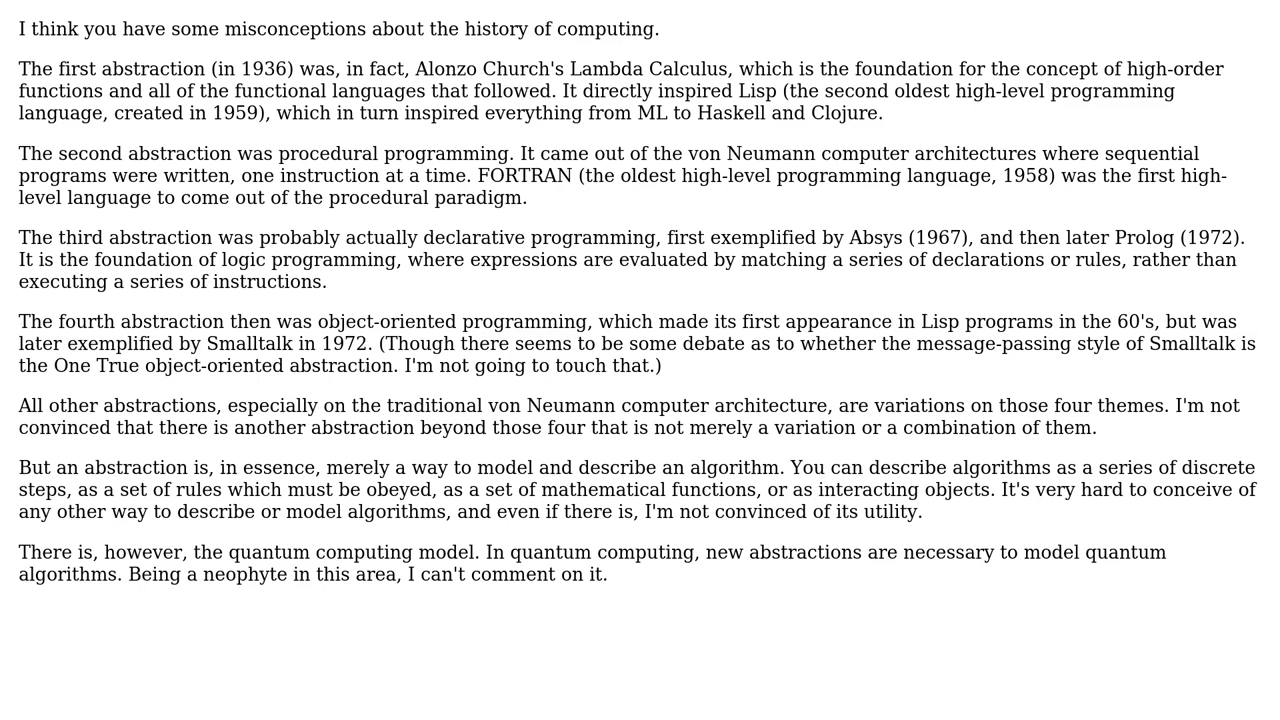 I think you have some misconceptions about the history of computing.
The first abstraction (in 1936) was, in fact, Alonzo Church's Lambda Calculus, which is the foundation for the concept of high-order
functions and all of the functional languages that followed. It directly inspired Lisp (the second oldest high-level programming
language, created in 1959), which in turn inspired everything from ML to Haskell and Clojure.
The second abstraction was procedural programming. It came out of the von Neumann computer architectures where sequential
programs were written, one instruction at a time. FORTRAN (the oldest high-level programming language, 1958) was the first high-
level language to come out of the procedural paradigm.
The third abstraction was probably actually declarative programming, first exemplified by Absys (1967), and then later Prolog (1972).
It is the foundation of logic programming, where expressions are evaluated by matching a series of declarations or rules, rather than
executing a series of instructions.
The fourth abstraction then was object-oriented programming, which made its first appearance in Lisp programs in the 60's, but was
later exemplified by Smalltalk in 1972. (Though there seems to be some debate as to whether the message-passing style of Smalltalk is
the One True object-oriented abstraction. I'm not going to touch that.)
All other abstractions, especially on the traditional von Neumann computer architecture, are variations on those four themes. I'm not
convinced that there is another abstraction beyond those four that is not merely a variation or a combination of them.
But an abstraction is, in essence, merely a way to model and describe an algorithm. You can describe algorithms as a series of discrete
steps, as a set of rules which must be obeyed, as a set of mathematical functions, or as interacting objects. It's very hard to conceive of
any other way to describe or model algorithms, and even if there is, I'm not convinced of its utility.
There is, however, the quantum computing model. In quantum computing, new abstractions are necessary to model quantum
algorithms. Being a neophyte in this area, I can't comment on it.